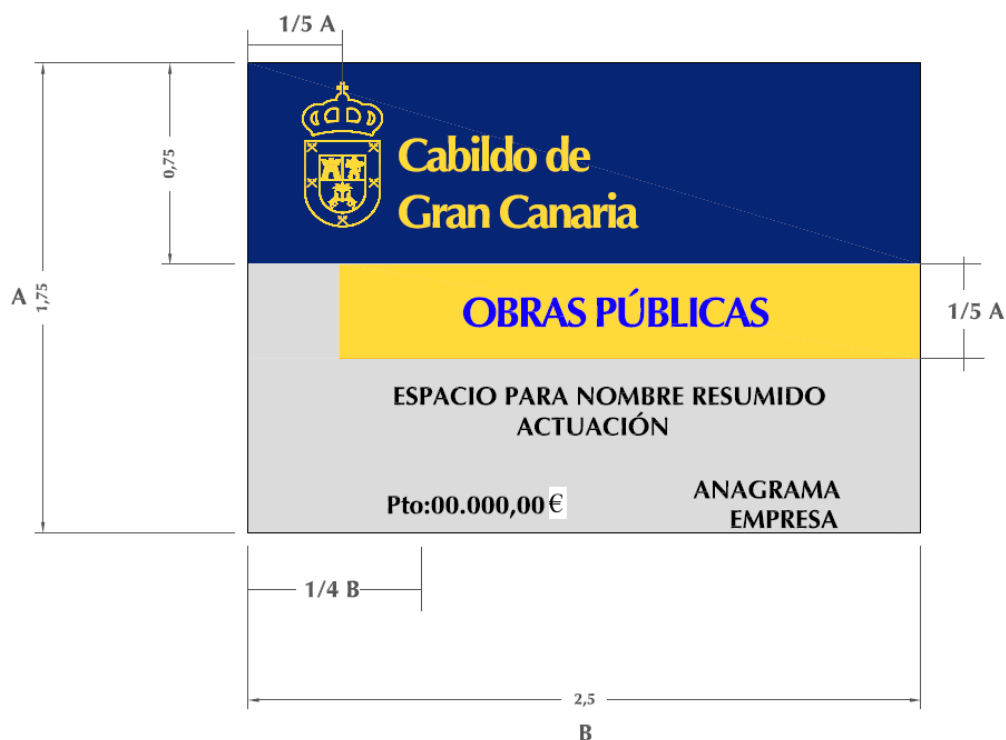 1/5 A
0,75
A
1,75
Cabildo de
Gran Canaria
OBRAS PÚBLICAS
1/5 A
ESPACIO PARA NOMBRE RESUMIDO
ACTUACIÓN
Pto:00.000,00 €
ANAGRAMA
EMPRESA
1/4 B
2,5
B